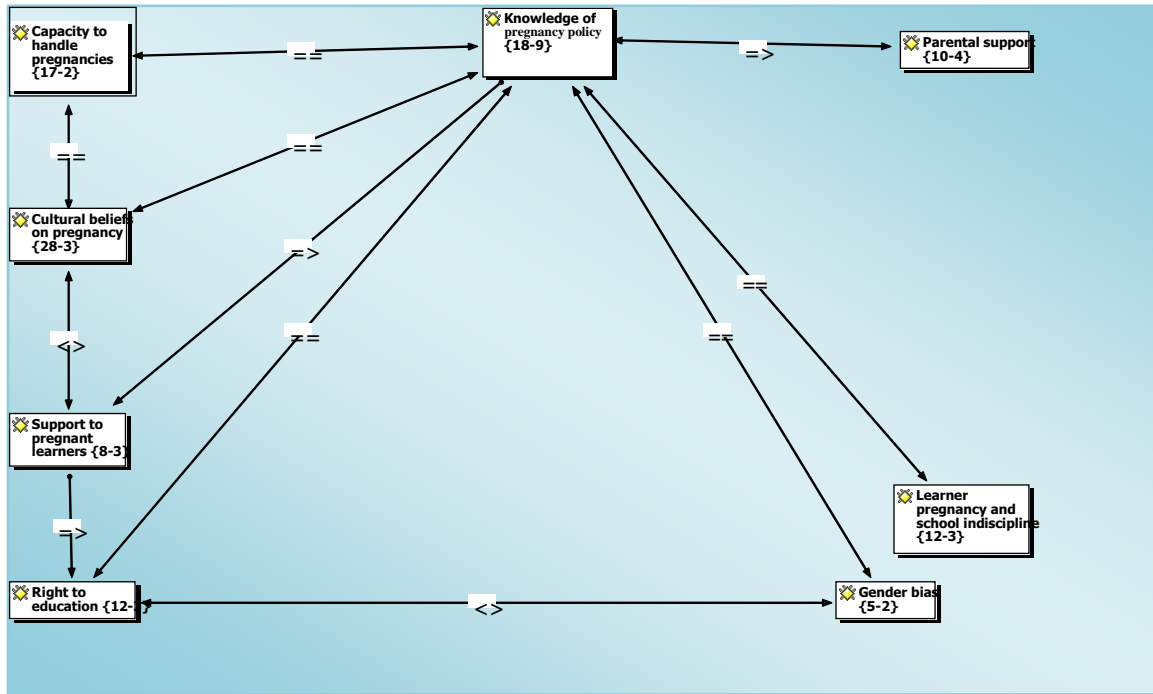 Capacity to
handle
pregnancies
{17-2}
==
Knowledge of
pregnancy policy
{18-9}
=>
Parental support
{10-4}
==
==
Cultural beliefs
on pregnancy
{28-3}
=>
==
==
==
<>
Support to
pregnant
learners {8-3}
=>
Learner
pregnancy and
school indiscipline
{12-3}
Right to
education
<>
Gender bias
{5-2}